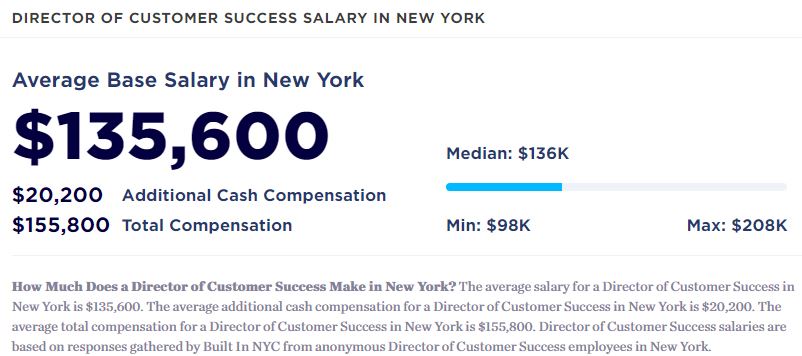 DIRECTOR OF CUSTOMER SUCCESS SALARY IN NEW YORK
Average Base Salary in New York
$135,600
$20,200 Additional Cash Compensation
$155,800 Total Compensation
Median: $136K
Min: $98K Max: $208K
How Much Does a Director of Customer Success Make in New York? The average salary for a Director of Customer Success in
New York is $135,600. The average additional cash compensation for a Director of Customer Success in New York is $20,200. The
average total compensation for a Director of Customer Success in New York is $155,800. Director of Customer Success salaries are
based on responses gathered by Built In NYC from anonymous Director of Customer Success employees in New York.